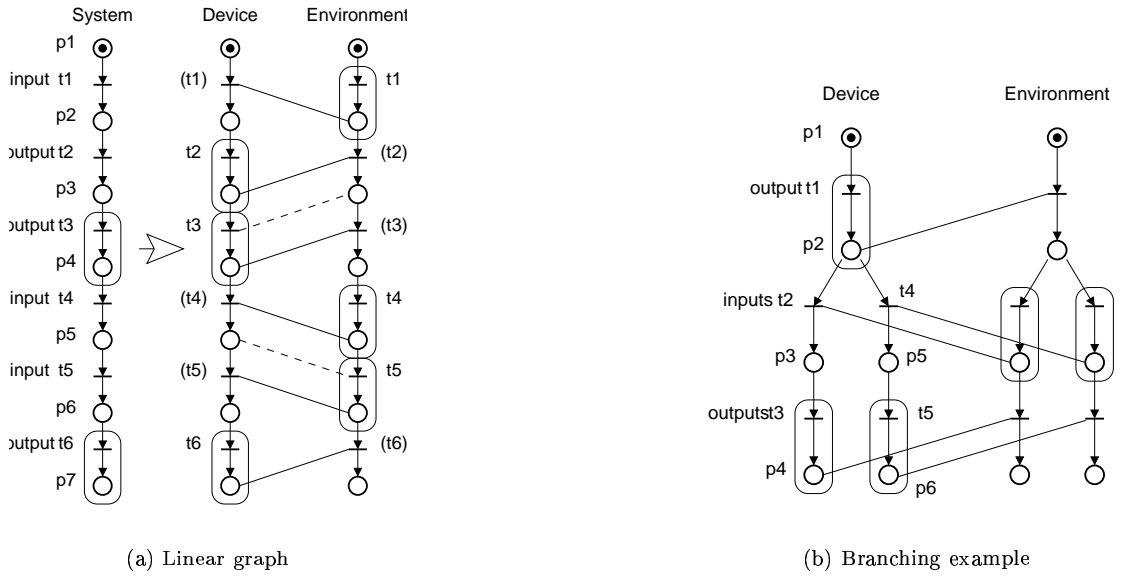 System Device Environment
p1
input t1 (t1) t1
p2
output t2 t2 (t2)
p3
output t3 t3 (t3)
p4
input t4 (t4) t4
p5
input t5 (t5) t5
p6
output t6 t6 (t6)
p7
(a) Linear graph
Device Environment
p1
output t1
p2
inputs t2 t4
p3 p5
outputst3 t5
p4 p6
(b) Branching example